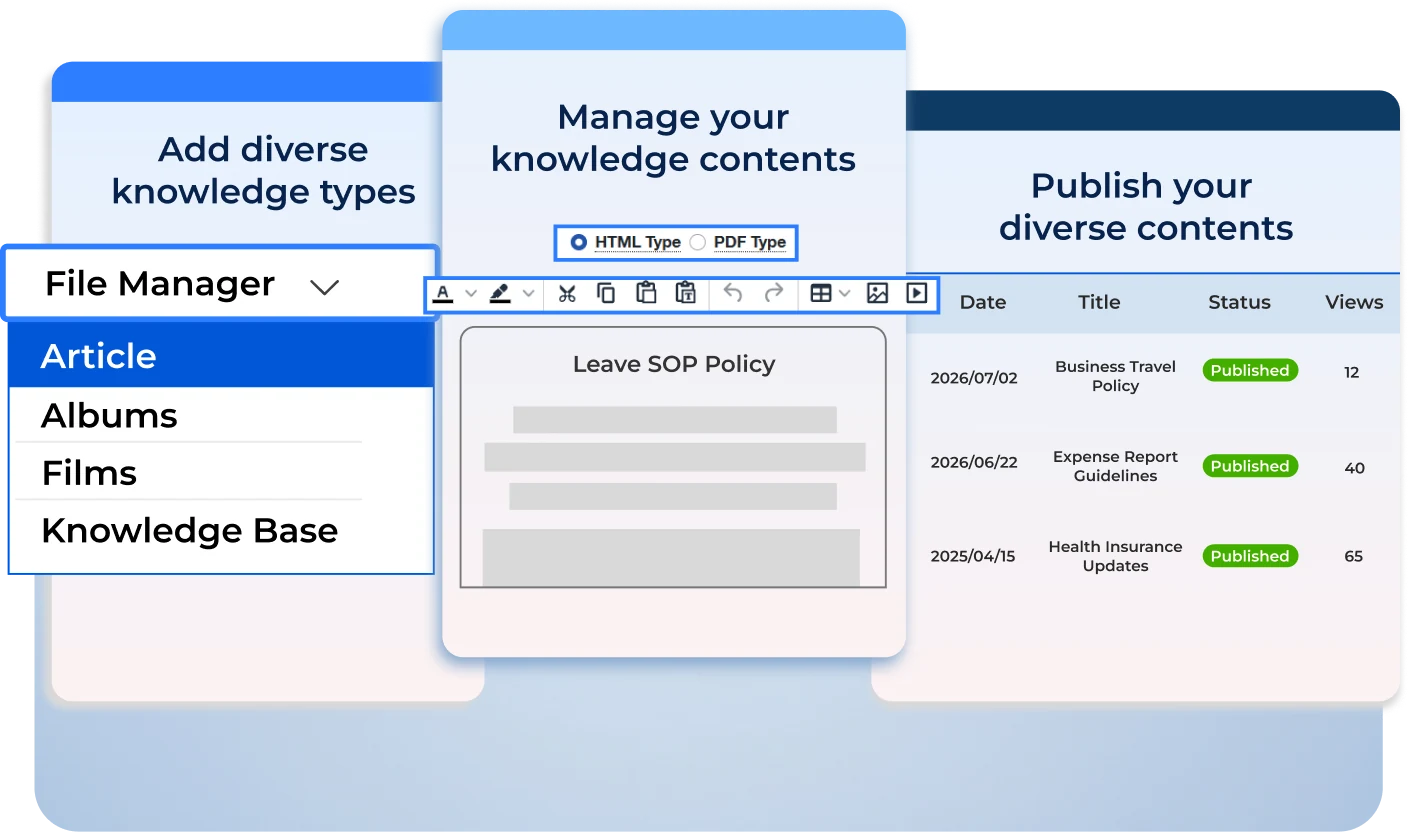 Add diverse
knowledge types
File Manager
Article
Albums
Films
Knowledge Base
Manage your
knowledge contents
HTML Type PDF Type
A T
Leave SOP Policy
Publish your
diverse contents
Date Title Status Views
2026/07/02 Business Travel Policy Published 12
2026/06/22 Expense Report Guidelines Published 40
2025/04/15 Health Insurance Updates Published 65